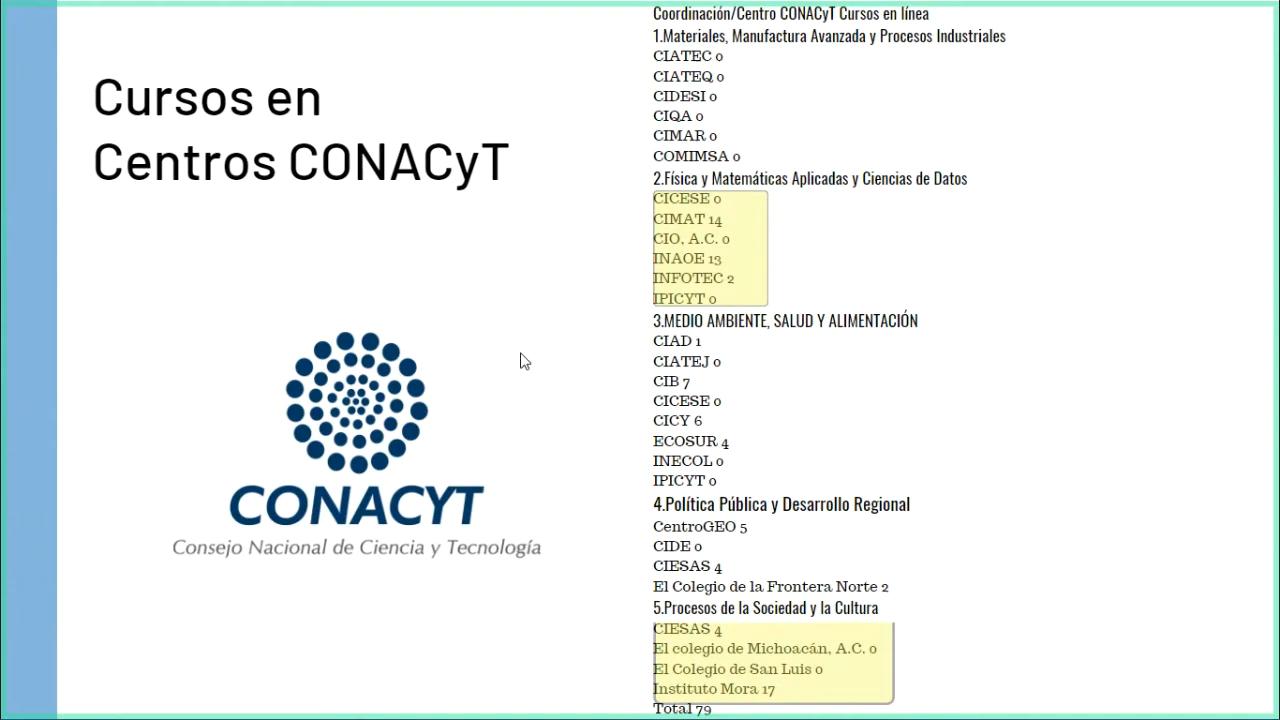 Cursos en
Centros CONACyT
CONACYT
Consejo Nacional de Ciencia y Tecnología
Coordinación/Centro CONACyT Cursos en línea
1.Materiales, Manufactura Avanzada y Procesos Industriales
CIATEC 0
CIATEQ 0
CIDESI 0
CIQA 0
CIMAR 0
COMIMSA 0
2.Física y Matemáticas Aplicadas y Ciencias de Datos
CICESE 0
CIMAT 14
CIO, A.C. 0
INAOE 13
INFOTEC 2
IPICYT 0
3.MEDIO AMBIENTE, SALUD Y ALIMENTACIÓN
CIAD 1
CIATEJ 0
CIB 7
CICESE 0
CICY 6
ECOSUR 4
INECOL 0
IPICYT 0
4.Política Pública y Desarrollo Regional
CentroGEO 5
CIDE 0
CIESAS 4
El Colegio de la Frontera Norte 2
5.Procesos de la Sociedad y la Cultura
CIESAS 4
El colegio de Michoacán, A.C. 0
El Colegio de San Luis 0
Instituto Mora 17
Total 79